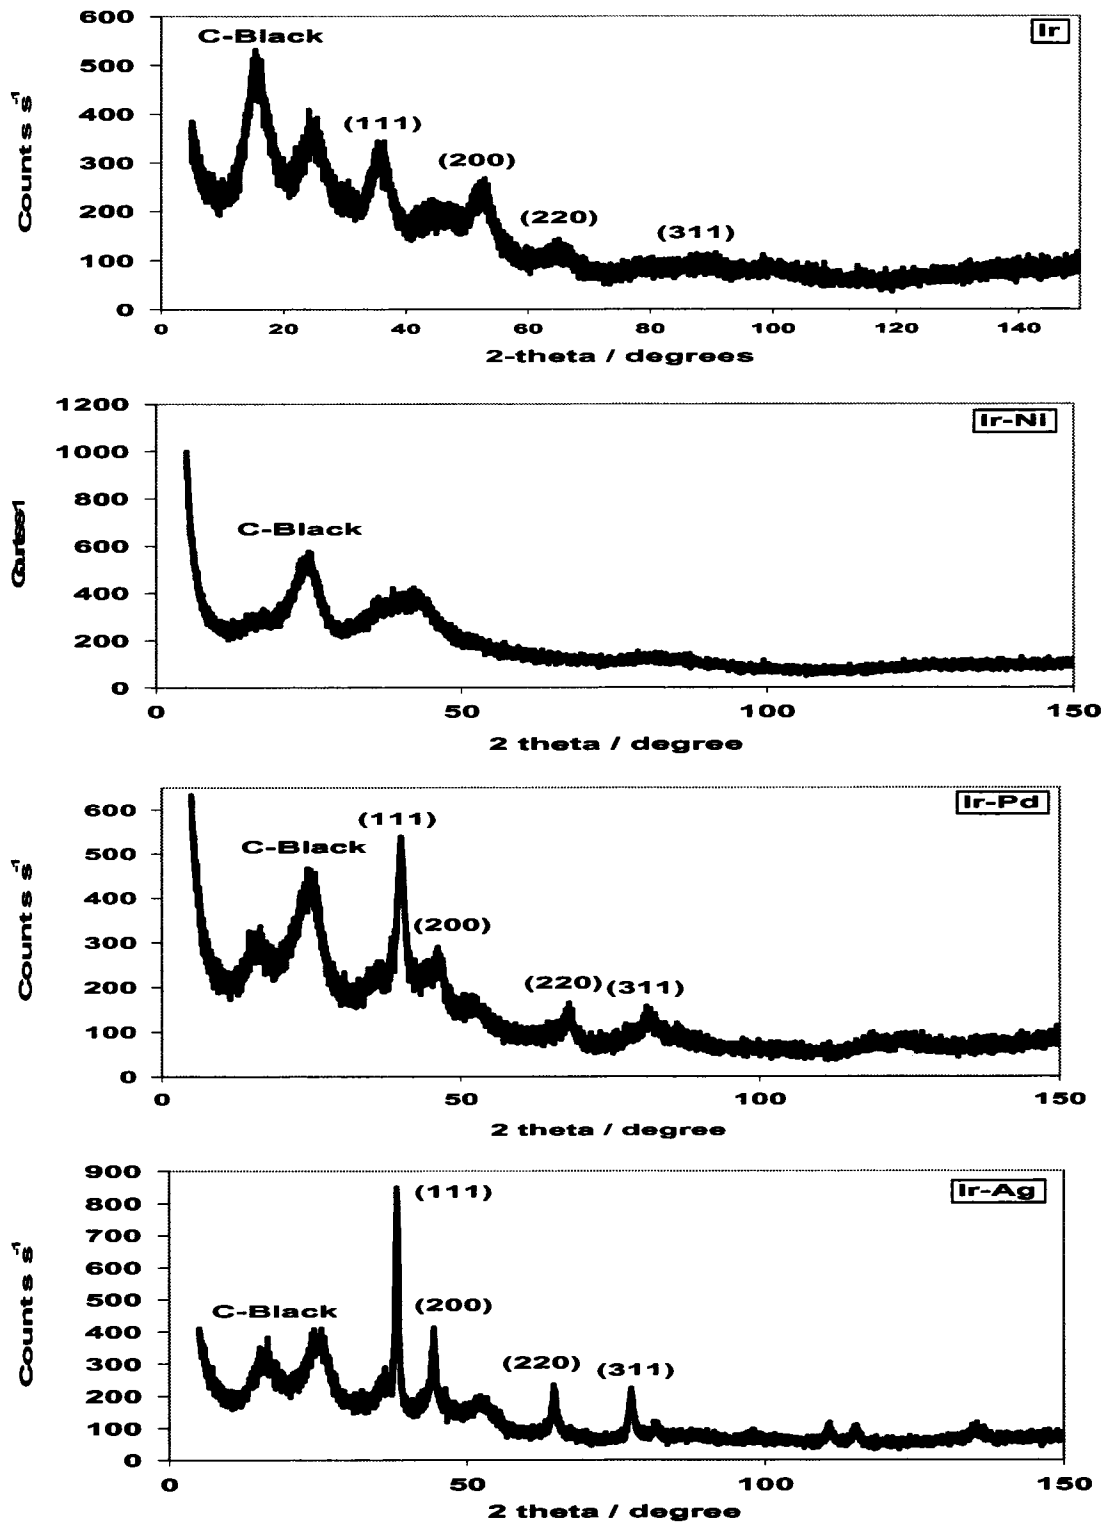 600
C-Black
Ir
500
400
(111)
300
(200)
200
(220)
(311)
100
0
Counts s-1
0 20 40 60 80 100 120 140
2-theta / degrees
1200
Ir-Ni
1000
800
C-Black
600
400
200
0
0 50 100 150
2 theta / degree
Ir-Pd
600
(111)
C-Black
500
400
(200)
300
(220) (311)
200
100
0
Counts s-1
0 50 100 150
2 theta / degree
900
(111)
Ir-Ag
800
700
600
500
C-Black
(200)
400
(220)
(311)
300
200
100
0
Counts s-1
0 50 100 150
2 theta / degree